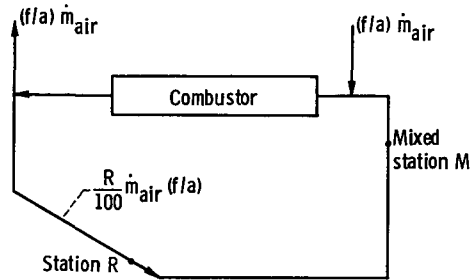 (f/a) ṁair
(f/a) ṁair
Combustor
Mixed
station M
R/100 ṁair (f/a)
Station R